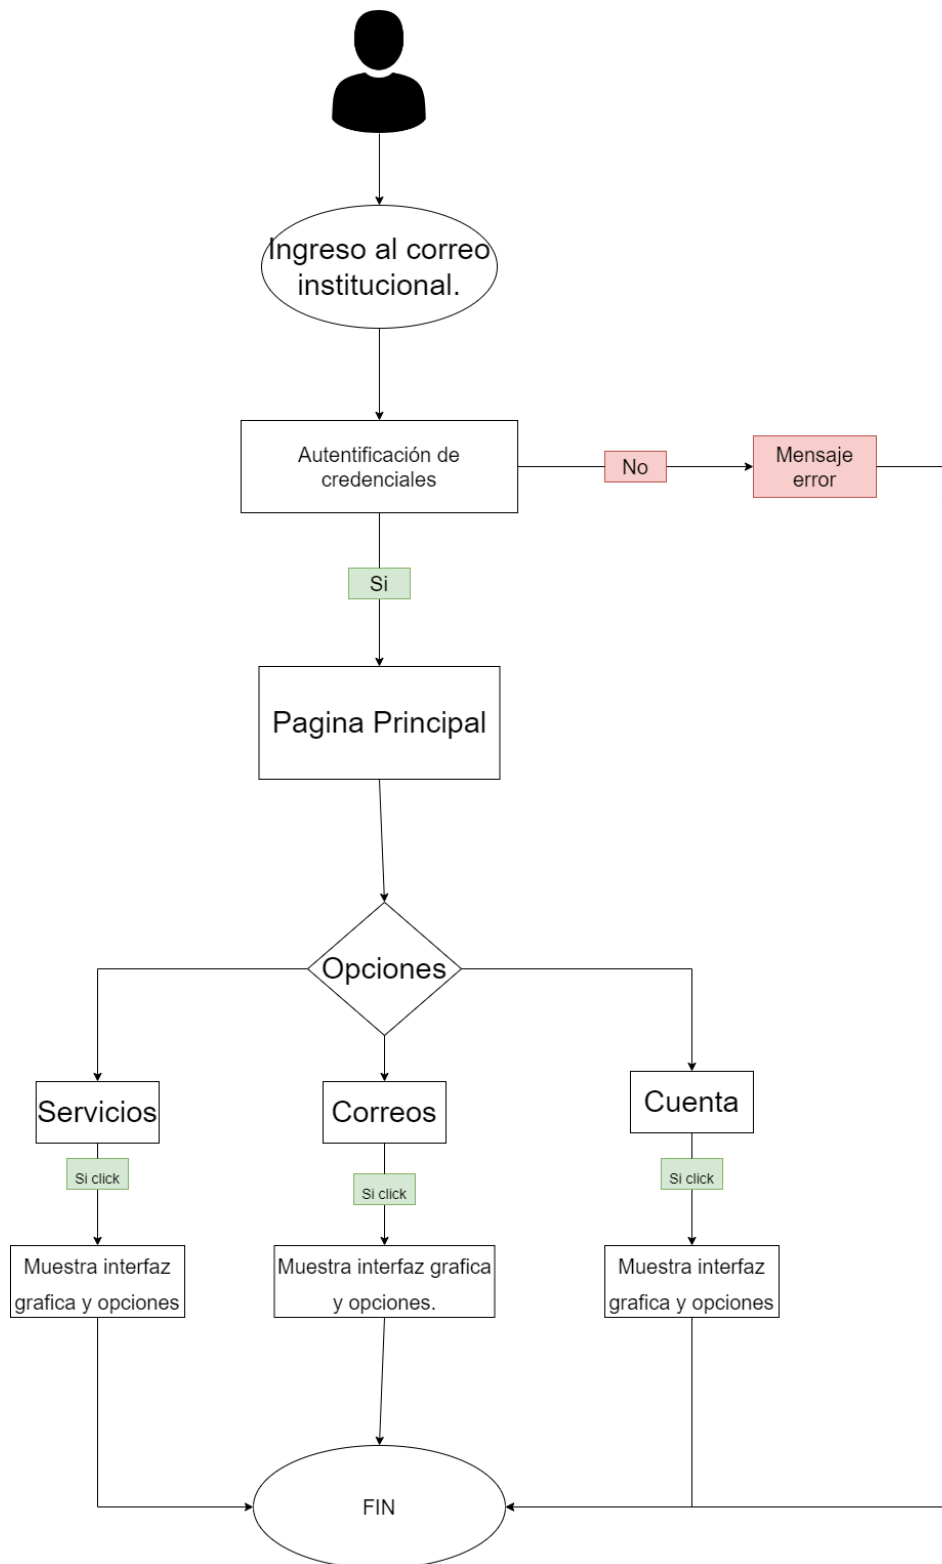 Ingreso al correo
institucional.
Autentificación de
credenciales
No
Mensaje
error
Si
Pagina Principal
Opciones
Servicios
Correos
Cuenta
Si click
Si click
Si click
Muestra interfaz
grafica y opciones
Muestra interfaz grafica
y opciones.
Muestra interfaz
grafica y opciones
FIN